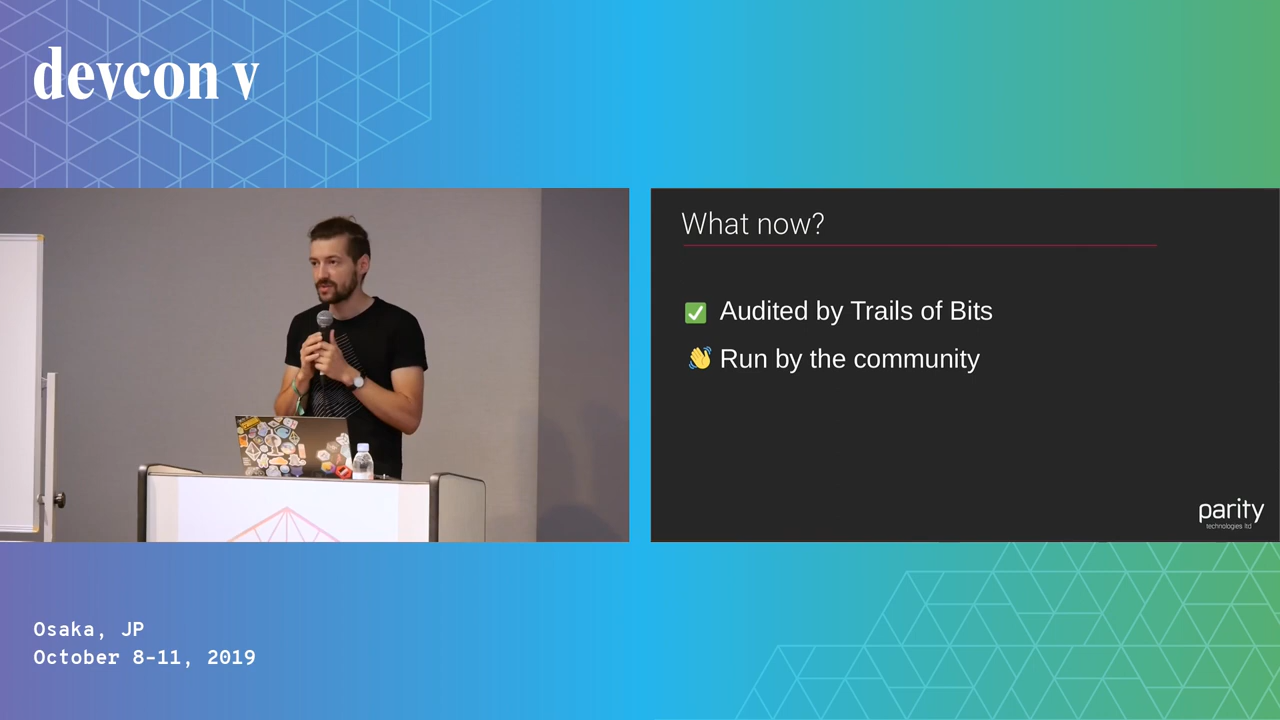 devcon v
What now?
Audited by Trails of Bits
Run by the community
parity
technologies ltd
Osaka, JP
October 8-11, 2019